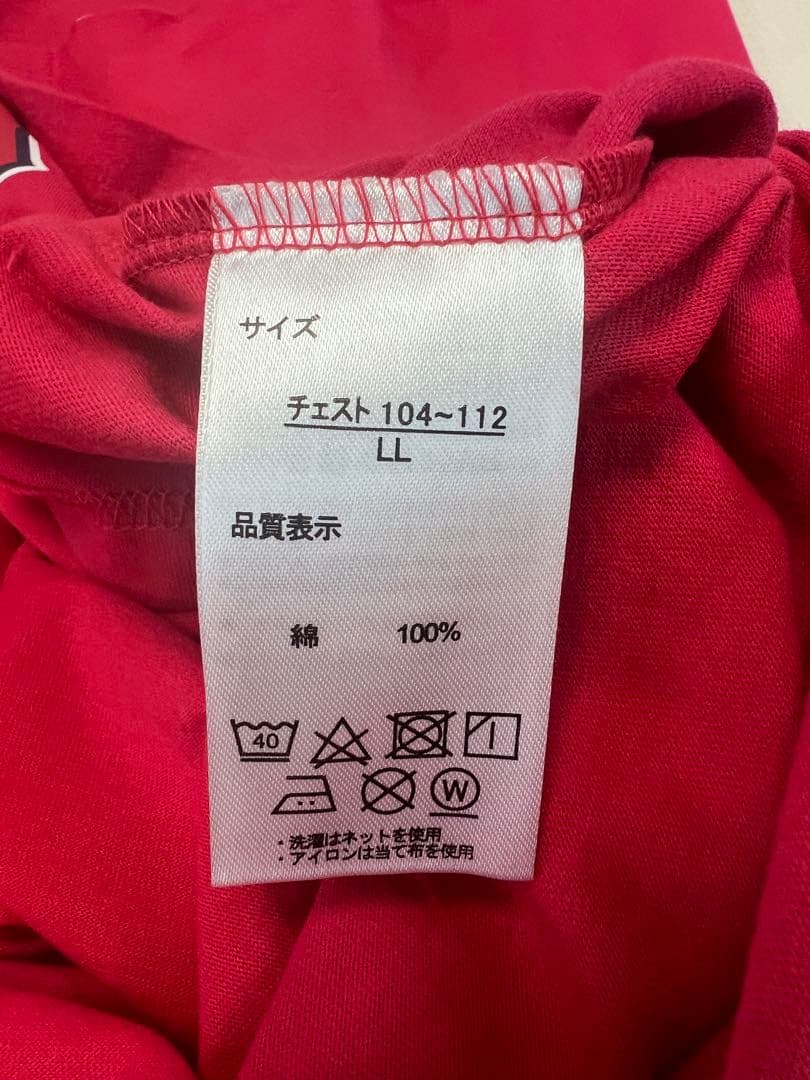 サイズ
チェスト 104~112
LL
品質表示
綿 100%
40
W
・洗濯はネットを使用
・アイロンは当て布を使用